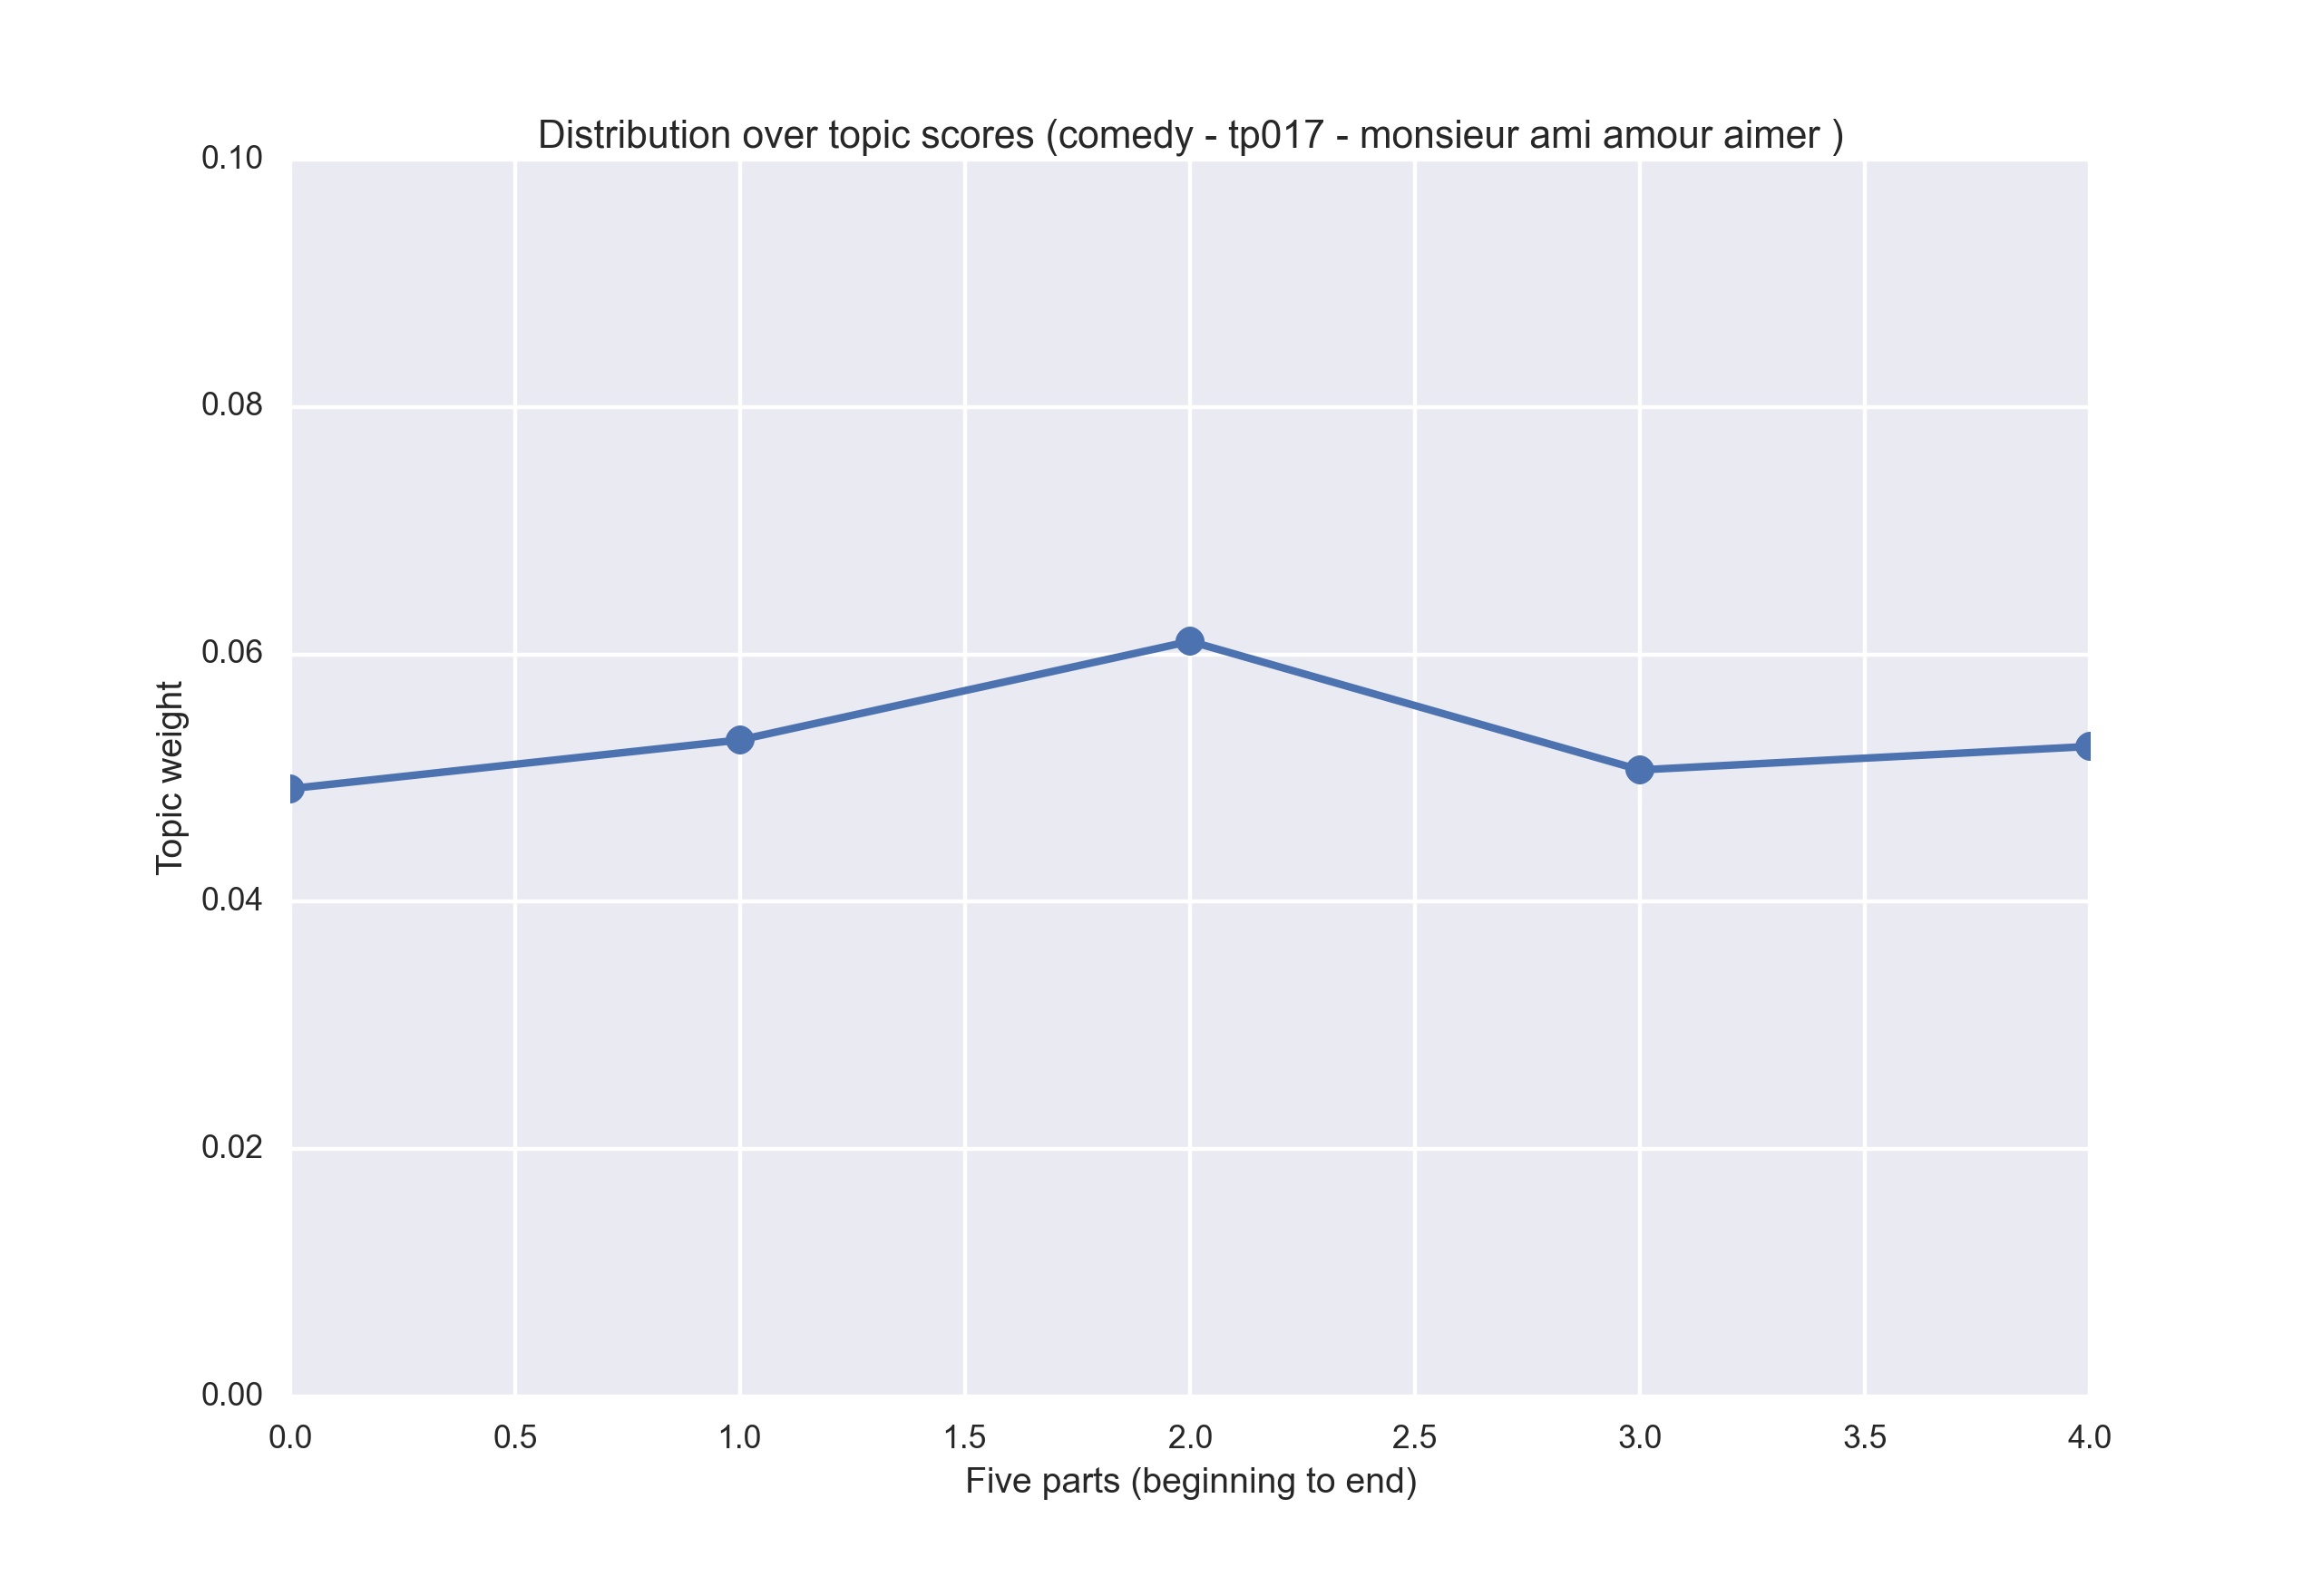 Distribution over topic scores (comedy - tp017 - monsieur ami amour aimer )
0.10
0.08
0.06
0.04
0.02
0.00
Topic weight
0.0 0.5 1.0 1.5 2.0 2.5 3.0 3.5 4.0
Five parts (beginning to end)